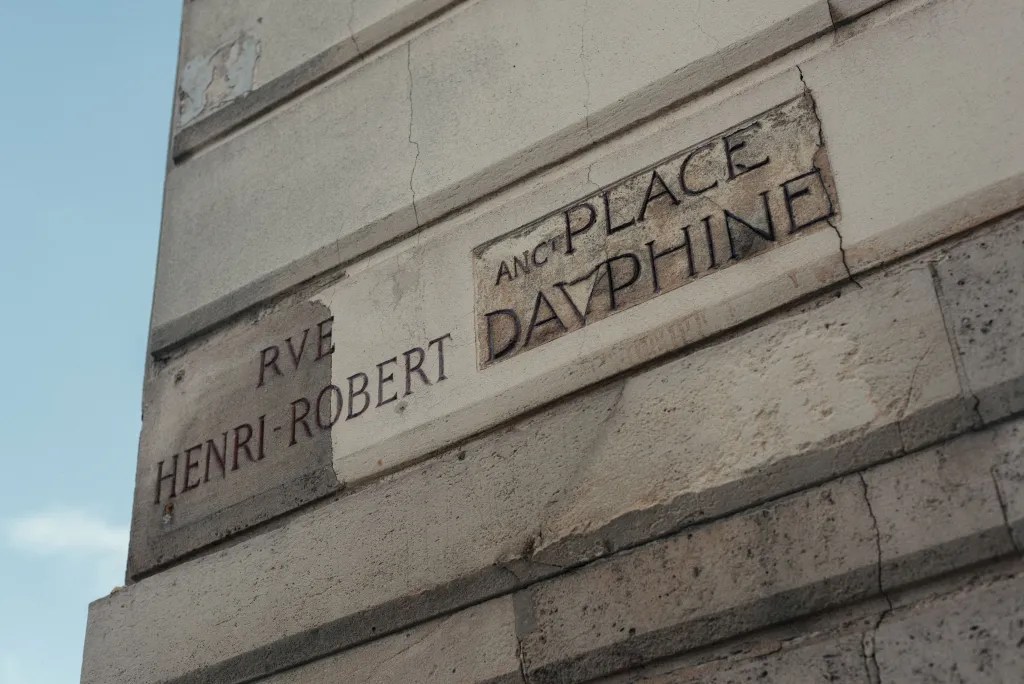 RVE
HENRI-ROBERT
ANCT PLACE
DAVPHINE